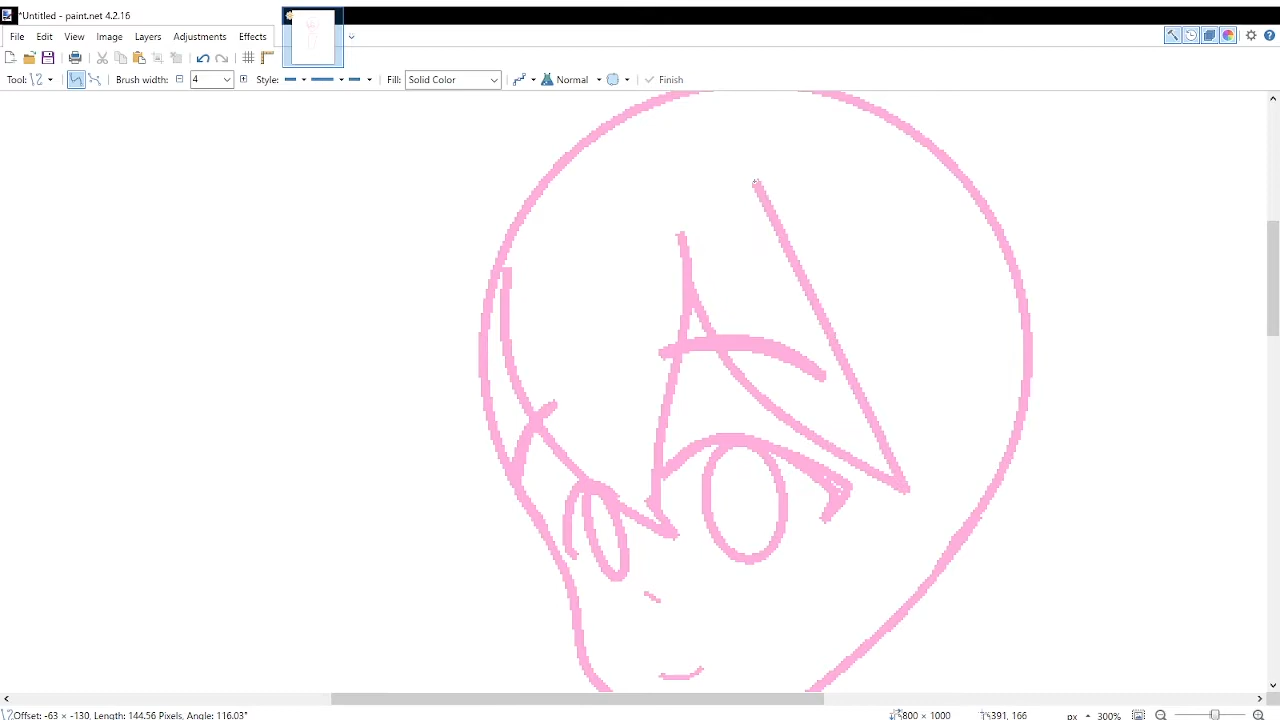 *Untitled - paint.net 4.2.16
File Edit View Image Layers Adjustments Effects
Tool: Brush width: 4 Style: Fill: Solid Color Normal Finish
Offset: -63 × -130, Length: 144.56 Pixels, Angle: 116.03° 800 × 1000 391, 166 px 300%